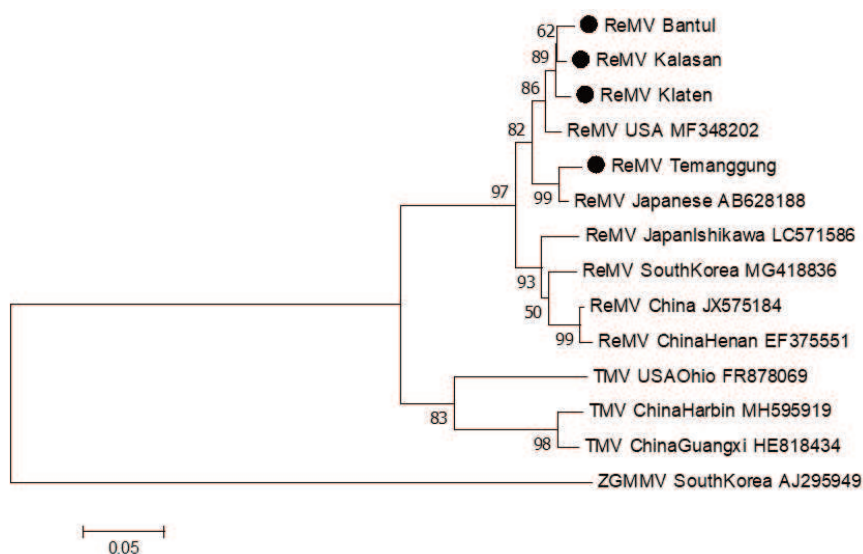 62
ReMV Bantul
89
ReMV Kalasan
86
ReMV Klaten
82
ReMV USA MF348202
97
ReMV Temanggung
99
ReMV Japanese AB628188
ReMV JapanIshikawa LC571586
93
ReMV SouthKorea MG418836
50
ReMV China JX575184
99
ReMV ChinaHenan EF375551
TMV USAOhio FR878069
83
TMV ChinaHarbin MH595919
98
TMV ChinaGuangxi HE818434
ZGMMV SouthKorea AJ295949
0.05